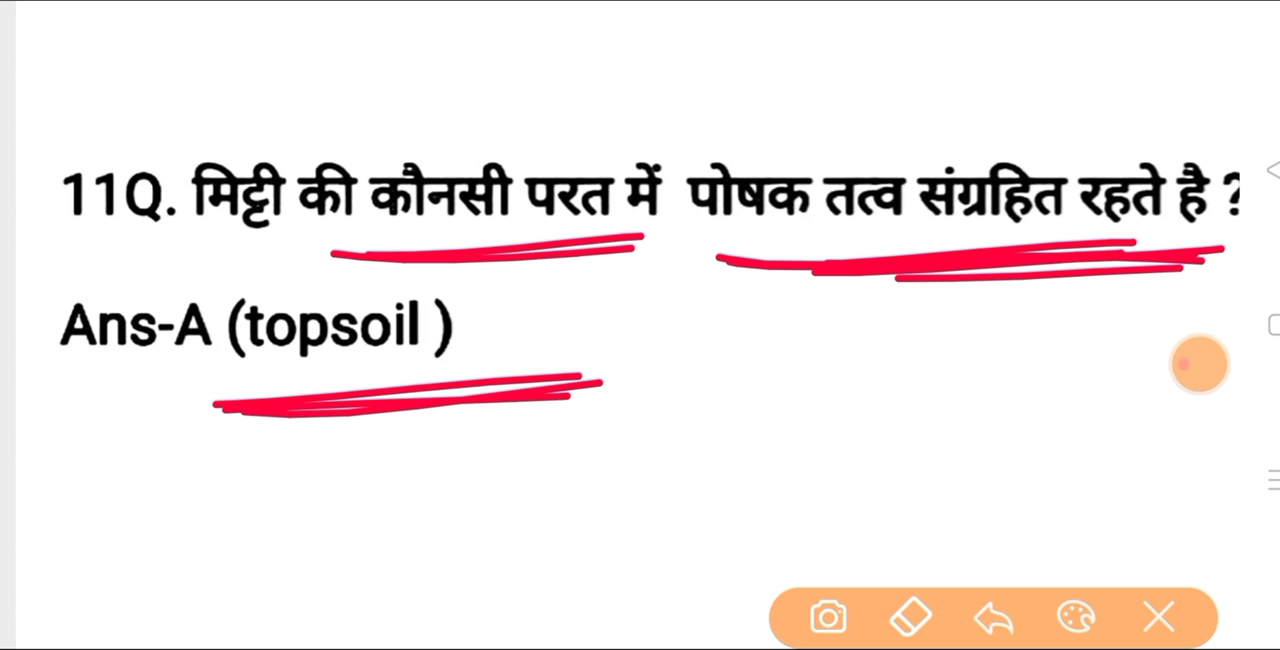 11Q. मिट्टी की कौनसी परत में पोषक तत्व संग्रहित रहते है ?
Ans-A (topsoil )